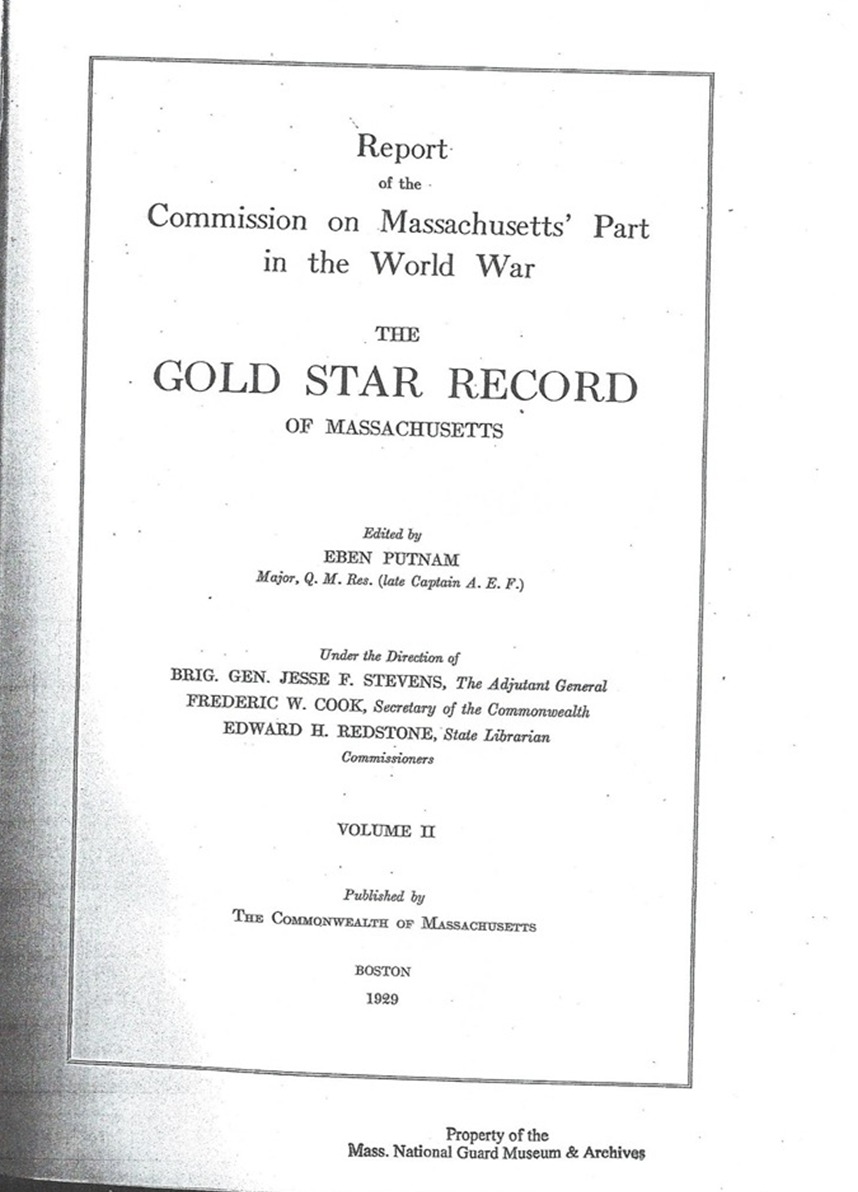 Report
of the
Commission on Massachusetts' Part
in the World War
THE
GOLD STAR RECORD
OF MASSACHUSETTS
Edited by
EBEN PUTNAM
Major, Q. M. Res. (late Captain A. E. F.)
Under the Direction of
BRIG. GEN. JESSE F. STEVENS, The Adjutant General
FREDERIC W. COOK, Secretary of the Commonwealth
EDWARD H. REDSTONE, State Librarian
Commissioners
VOLUME II
Published by
THE COMMONWEALTH OF MASSACHUSETTS
BOSTON
1929
Property of the
Mass. National Guard Museum & Archives